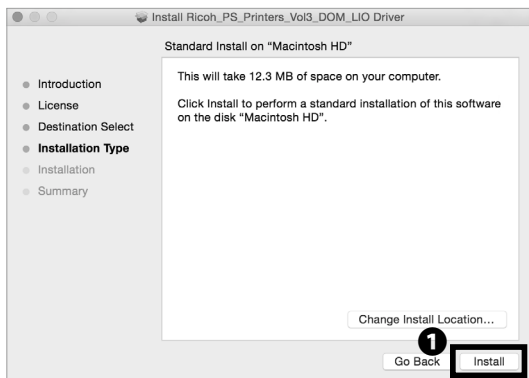 Install Ricoh_PS_Printers_Vol3_DOM_LIO Driver
Standard Install on “Macintosh HD”
Introduction
License
Destination Select
Installation Type
Installation
Summary
This will take 12.3 MB of space on your computer.
Click Install to perform a standard installation of this software
on the disk “Macintosh HD”.
Change Install Location...
1
Go Back
Install